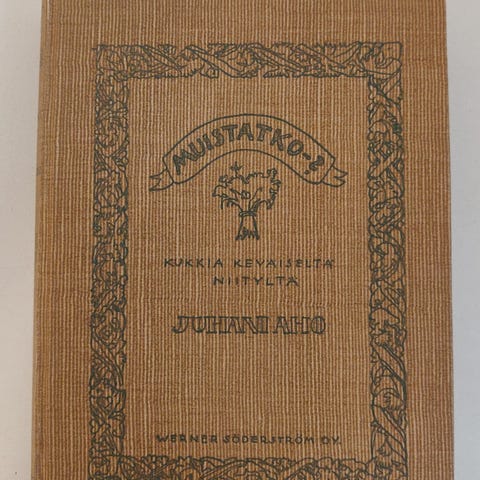 MUISTATKO-?
KUKKIA KEVÄISELTÄ
NIITYLTÄ
JUHANI AHO
WERNER SÖDERSTRÖM OY.